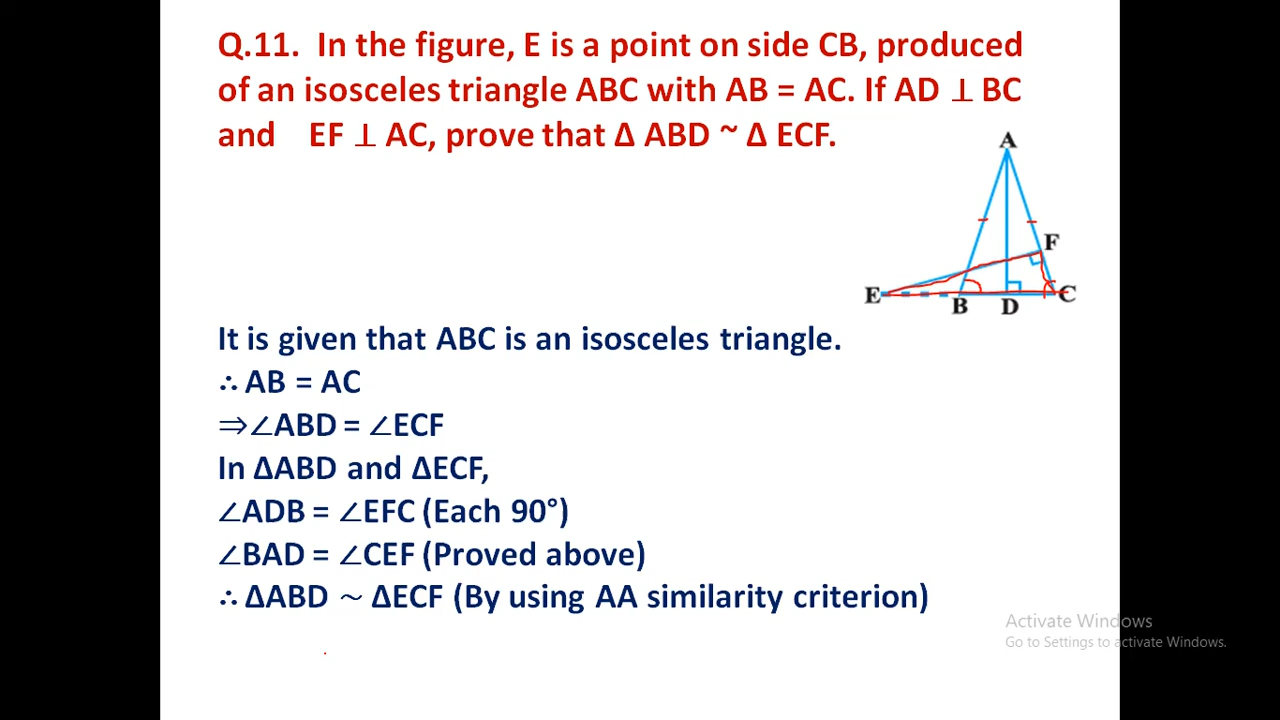 Q.11. In the figure, E is a point on side CB, produced
of an isosceles triangle ABC with AB = AC. If AD ⊥ BC
and EF ⊥ AC, prove that Δ ABD ~ Δ ECF.
A
F
E
B
D
C
It is given that ABC is an isosceles triangle.
∴ AB = AC
⇒∠ABD = ∠ECF
In ΔABD and ΔECF,
∠ADB = ∠EFC (Each 90°)
∠BAD = ∠CEF (Proved above)
∴ ΔABD ∼ ΔECF (By using AA similarity criterion)
Activate Windows
Go to Settings to activate Windows.